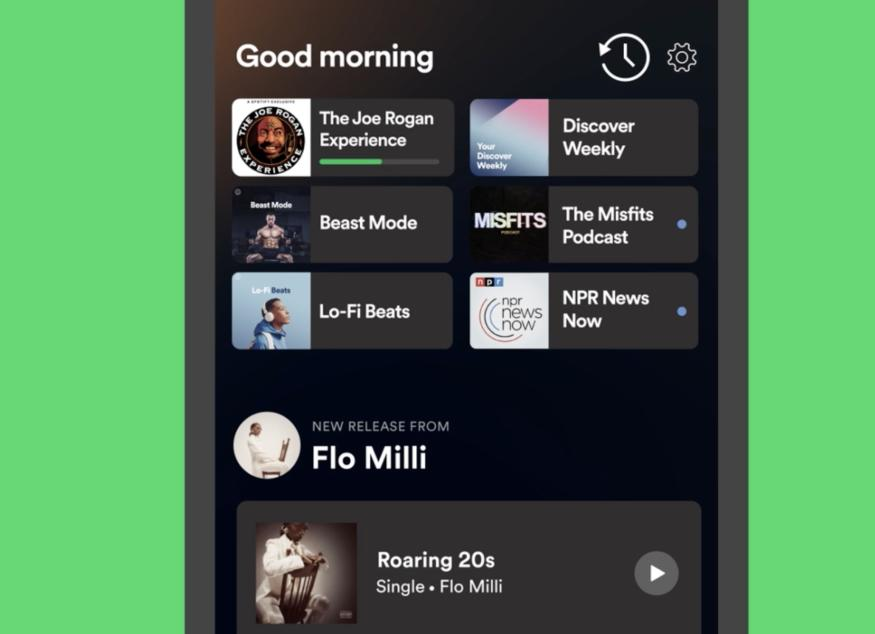 Good morning
A SPOTIFY EXCLUSIVE
THE JOE ROGAN
EXPERIENCE
The Joe Rogan
Experience
Your
Discover
Weekly
Discover
Weekly
Beast Mode
Beast Mode
MISFITS
PODCAST
The Misfits
Podcast
Lo-Fi Beats
Lo-Fi Beats
npr
npr
news
now
NPR News
Now
NEW RELEASE FROM
Flo Milli
Roaring 20s
Single • Flo Milli